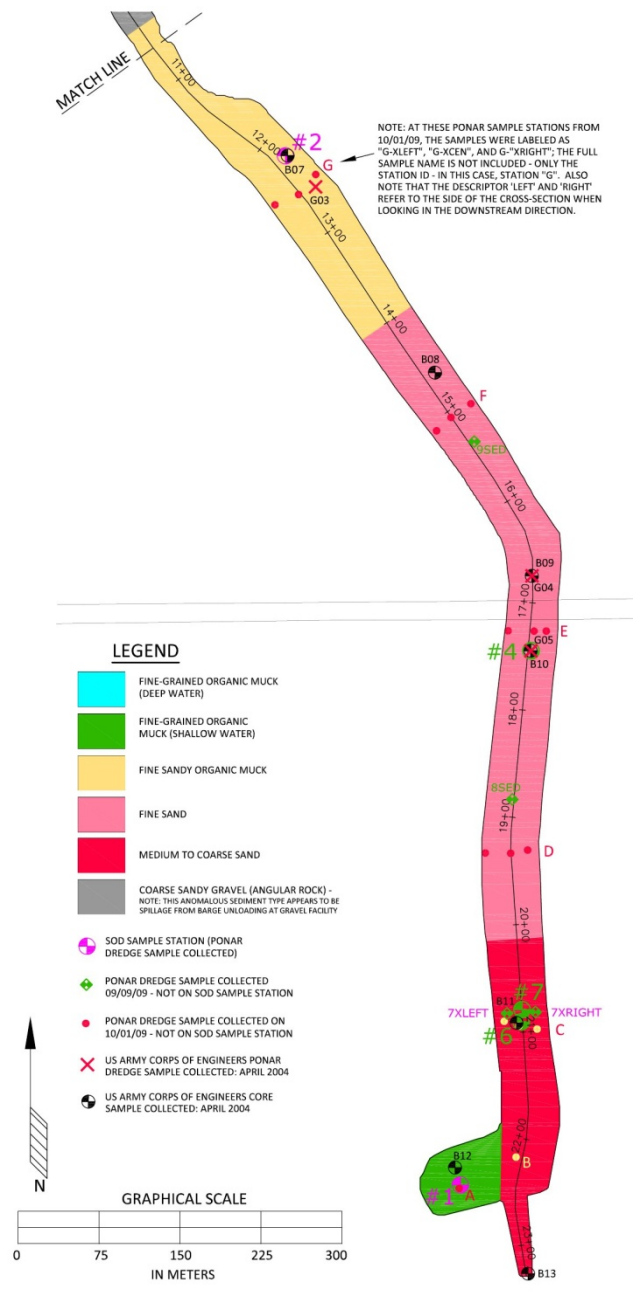 MATCH LINE
11+00
12+00
#2
B07
G
G03
13+00
NOTE: AT THESE PONAR SAMPLE STATIONS FROM
10/01/09, THE SAMPLES WERE LABELED AS
"G-XLEFT", "G-XCEN", AND G-"XRIGHT"; THE FULL
SAMPLE NAME IS NOT INCLUDED - ONLY THE
STATION ID - IN THIS CASE, STATION "G". ALSO
NOTE THAT THE DESCRIPTOR 'LEFT' AND 'RIGHT'
REFER TO THE SIDE OF THE CROSS-SECTION WHEN
LOOKING IN THE DOWNSTREAM DIRECTION.
14+00
B08
F
15+00
9SED
16+00
B09
G04
17+00
E
G05
#4
B10
18+00
8SED
19+00
D
20+00
#7
B11
7XLEFT
7XRIGHT
#6
C
22+00
B
B12
#1
A
23+00
B13
LEGEND
FINE-GRAINED ORGANIC MUCK
(DEEP WATER)
FINE-GRAINED ORGANIC
MUCK (SHALLOW WATER)
FINE SANDY ORGANIC MUCK
FINE SAND
MEDIUM TO COARSE SAND
COARSE SANDY GRAVEL (ANGULAR ROCK) -
NOTE: THIS ANOMALOUS SEDIMENT TYPE APPEARS TO BE
SPILLAGE FROM BARGE UNLOADING AT GRAVEL FACILITY
SOD SAMPLE STATION (PONAR
DREDGE SAMPLE COLLECTED)
PONAR DREDGE SAMPLE COLLECTED
09/09/09 - NOT ON SOD SAMPLE STATION
PONAR DREDGE SAMPLE COLLECTED ON
10/01/09 - NOT ON SOD SAMPLE STATION
US ARMY CORPS OF ENGINEERS PONAR
DREDGE SAMPLE COLLECTED: APRIL 2004
US ARMY CORPS OF ENGINEERS CORE
SAMPLE COLLECTED: APRIL 2004
N
GRAPHICAL SCALE
0 75 150 225 300
IN METERS